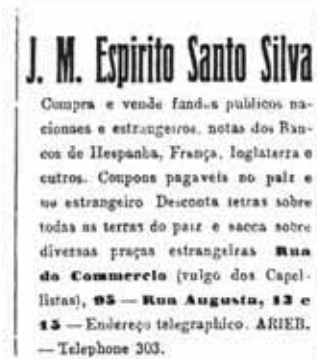 J. M. Espirito Santo Silva
Compra e vende fandos publicos na-
cionaes e estrangeiros, notas dos Ban-
cos de Hespanha, França, Inglaterra e
outros. Coupons pagaveis no paiz e
no estrangeiro Desconta letras sobre
todas as terras do paiz e sacca sobre
diversas praças estrangeiras Rua
do Commercio (vulgo dos Capel-
listas), 95 — Rua Augusta, 13 e
15 — Endereço telegraphico. ARIEB.
— Telephone 303.